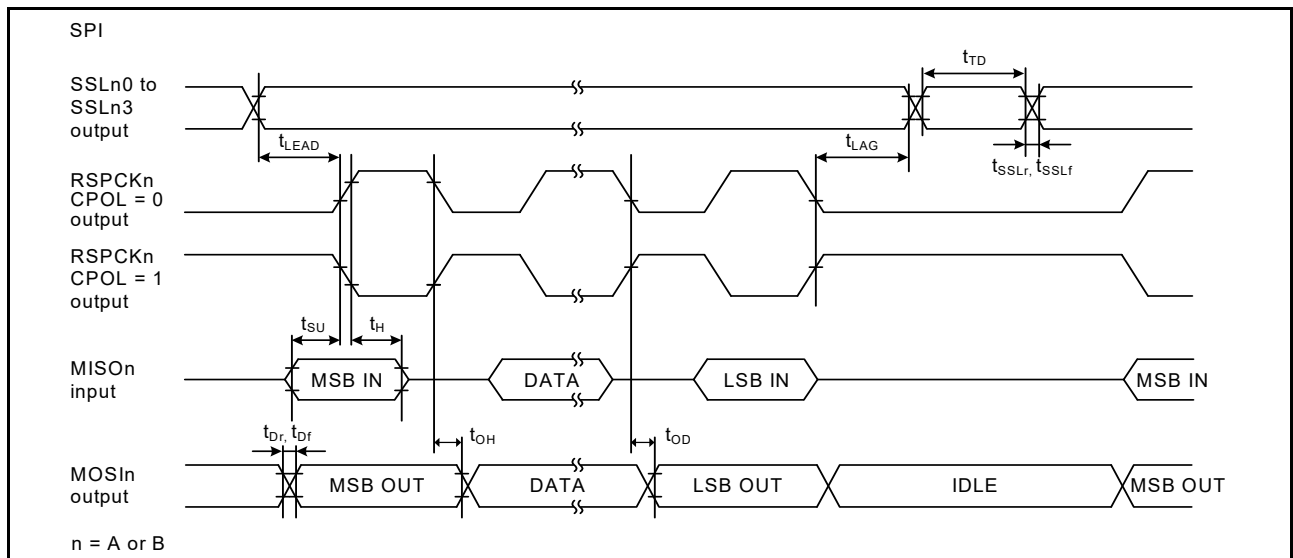 SPI
tTD
SSLn0 to
SSLn3
output
tLEAD
tLAG
tSSLr, tSSLf
RSPCKn
CPOL = 0
output
RSPCKn
CPOL = 1
output
tSU
tH
MISOn
input
MSB IN
DATA
LSB IN
MSB IN
tDr, tDf
tOH
tOD
MOSIn
output
MSB OUT
DATA
LSB OUT
IDLE
MSB OUT
n = A or B